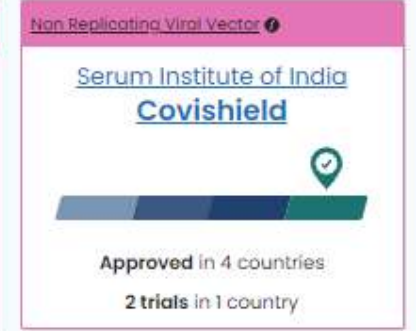 Non Replicating Viral Vector
Serum Institute of India
Covishield
Approved in 4 countries
2 trials in 1 country